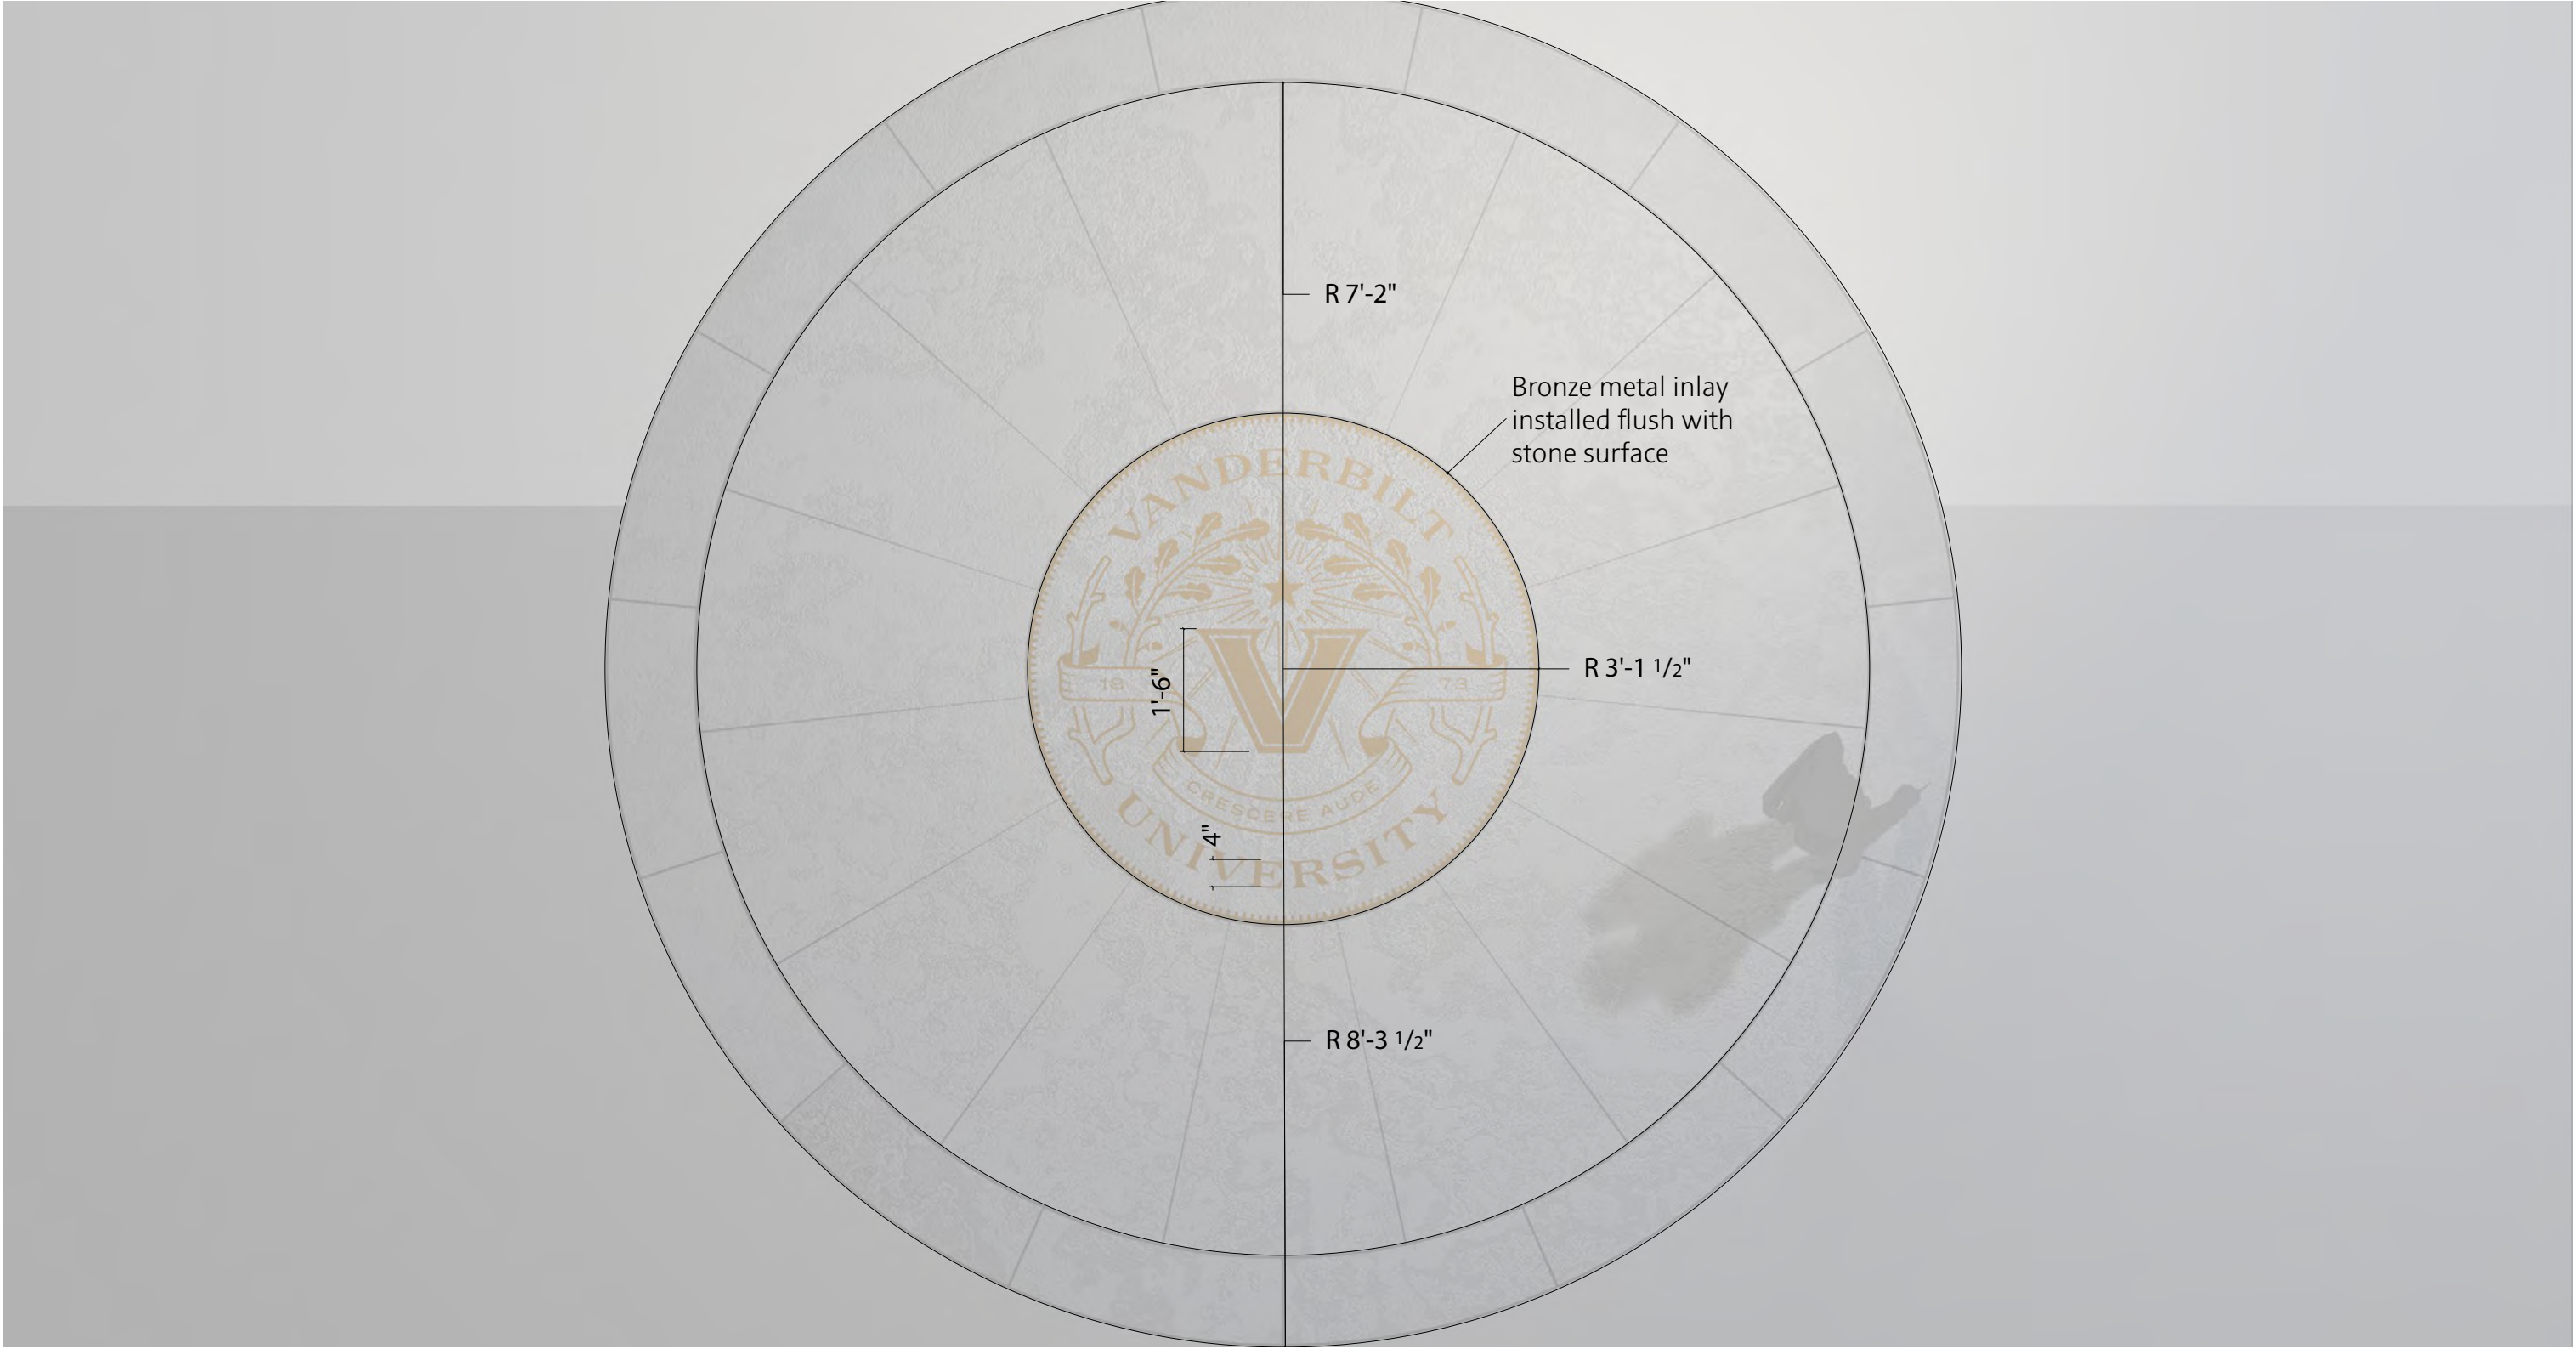 R 7'-2"
Bronze metal inlay
installed flush with
stone surface
VANDERBILT
R 3'-1 1/2"
1'-6"
18 73
V
CRESCERE AUDE
4"
UNIVERSITY
R 8'-3 1/2"